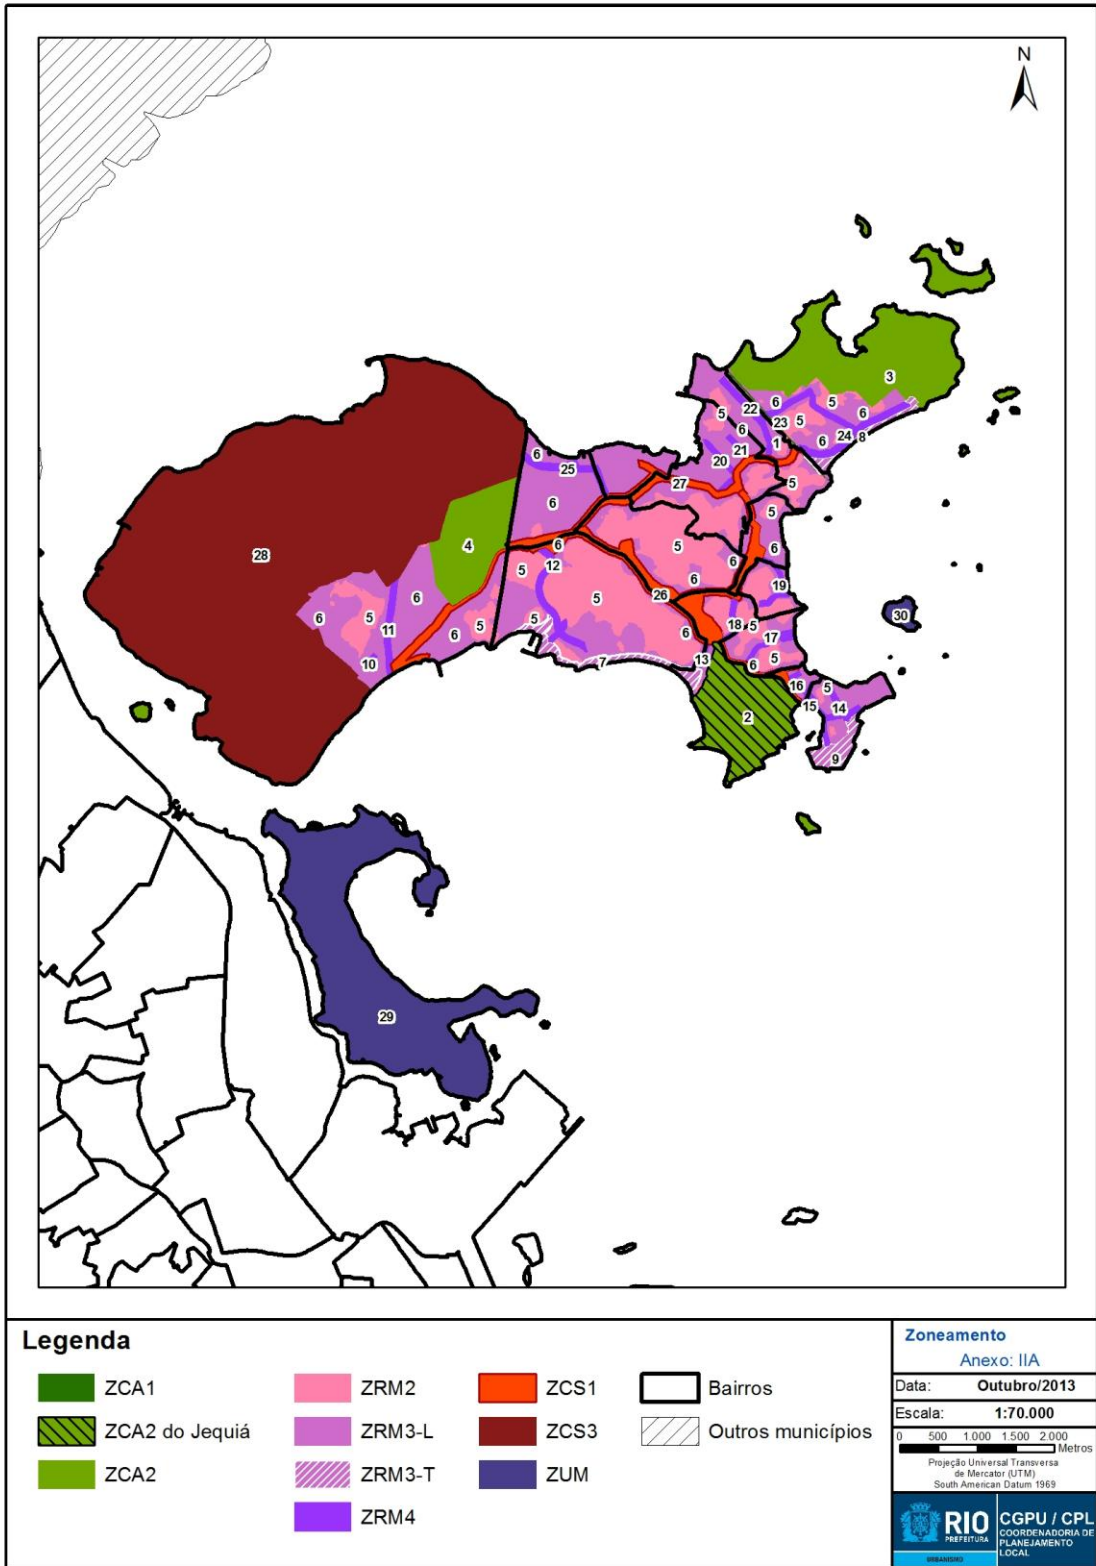 N
3
5
6
6
5
22
5
23
5
6
24
8
6
21
1
20
6
25
27
5
6
5
28
4
6
5
6
6
12
5
5
6
19
6
26
30
6
5
11
6
5
5
18
5
17
6
10
7
13
6
5
16
5
15
14
2
9
29
Legenda
ZCA1
ZCA2 do Jequiá
ZCA2
ZRM2
ZRM3-L
ZRM3-T
ZRM4
ZCS1
ZCS3
ZUM
Bairros
Outros municípios
Zoneamento
Anexo: IIA
Data: Outubro/2013
Escala: 1:70.000
0 500 1.000 1.500 2.000
Metros
Projeção Universal Transversa
de Mercator (UTM)
South American Datum 1969
RIO
PREFEITURA
URBANISMO
CGPU / CPL
COORDENADORIA DE
PLANEJAMENTO
LOCAL